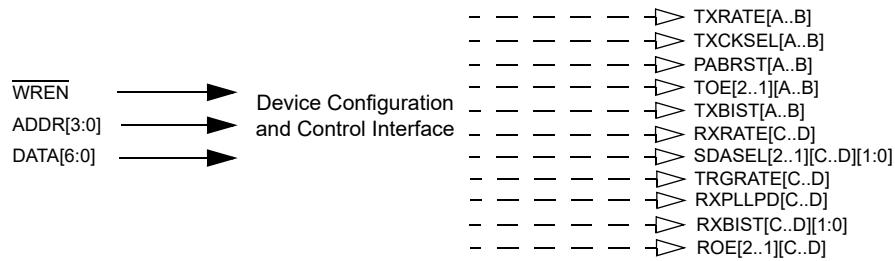 WREN
ADDR[3:0]
DATA[6:0]
Device Configuration
and Control Interface
TXRATE[A..B]
TXCKSEL[A..B]
PABRST[A..B]
TOE[2..1][A..B]
TXBIST[A..B]
RXRATE[C..D]
SDASEL[2..1][C..D][1:0]
TRGRATE[C..D]
RXPLLPD[C..D]
RXBIST[C..D][1:0]
ROE[2..1][C..D]